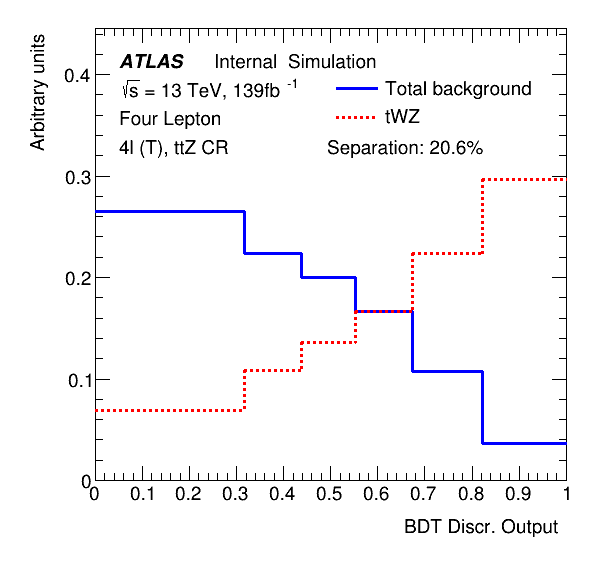 Arbitrary units
0.4
0.3
0.2
0.1
0
ATLAS Internal Simulation
√s = 13 TeV, 139fb -1
Four Lepton
4l (T), ttZ CR
Total background
tWZ
Separation: 20.6%
0 0.1 0.2 0.3 0.4 0.5 0.6 0.7 0.8 0.9 1
BDT Discr. Output